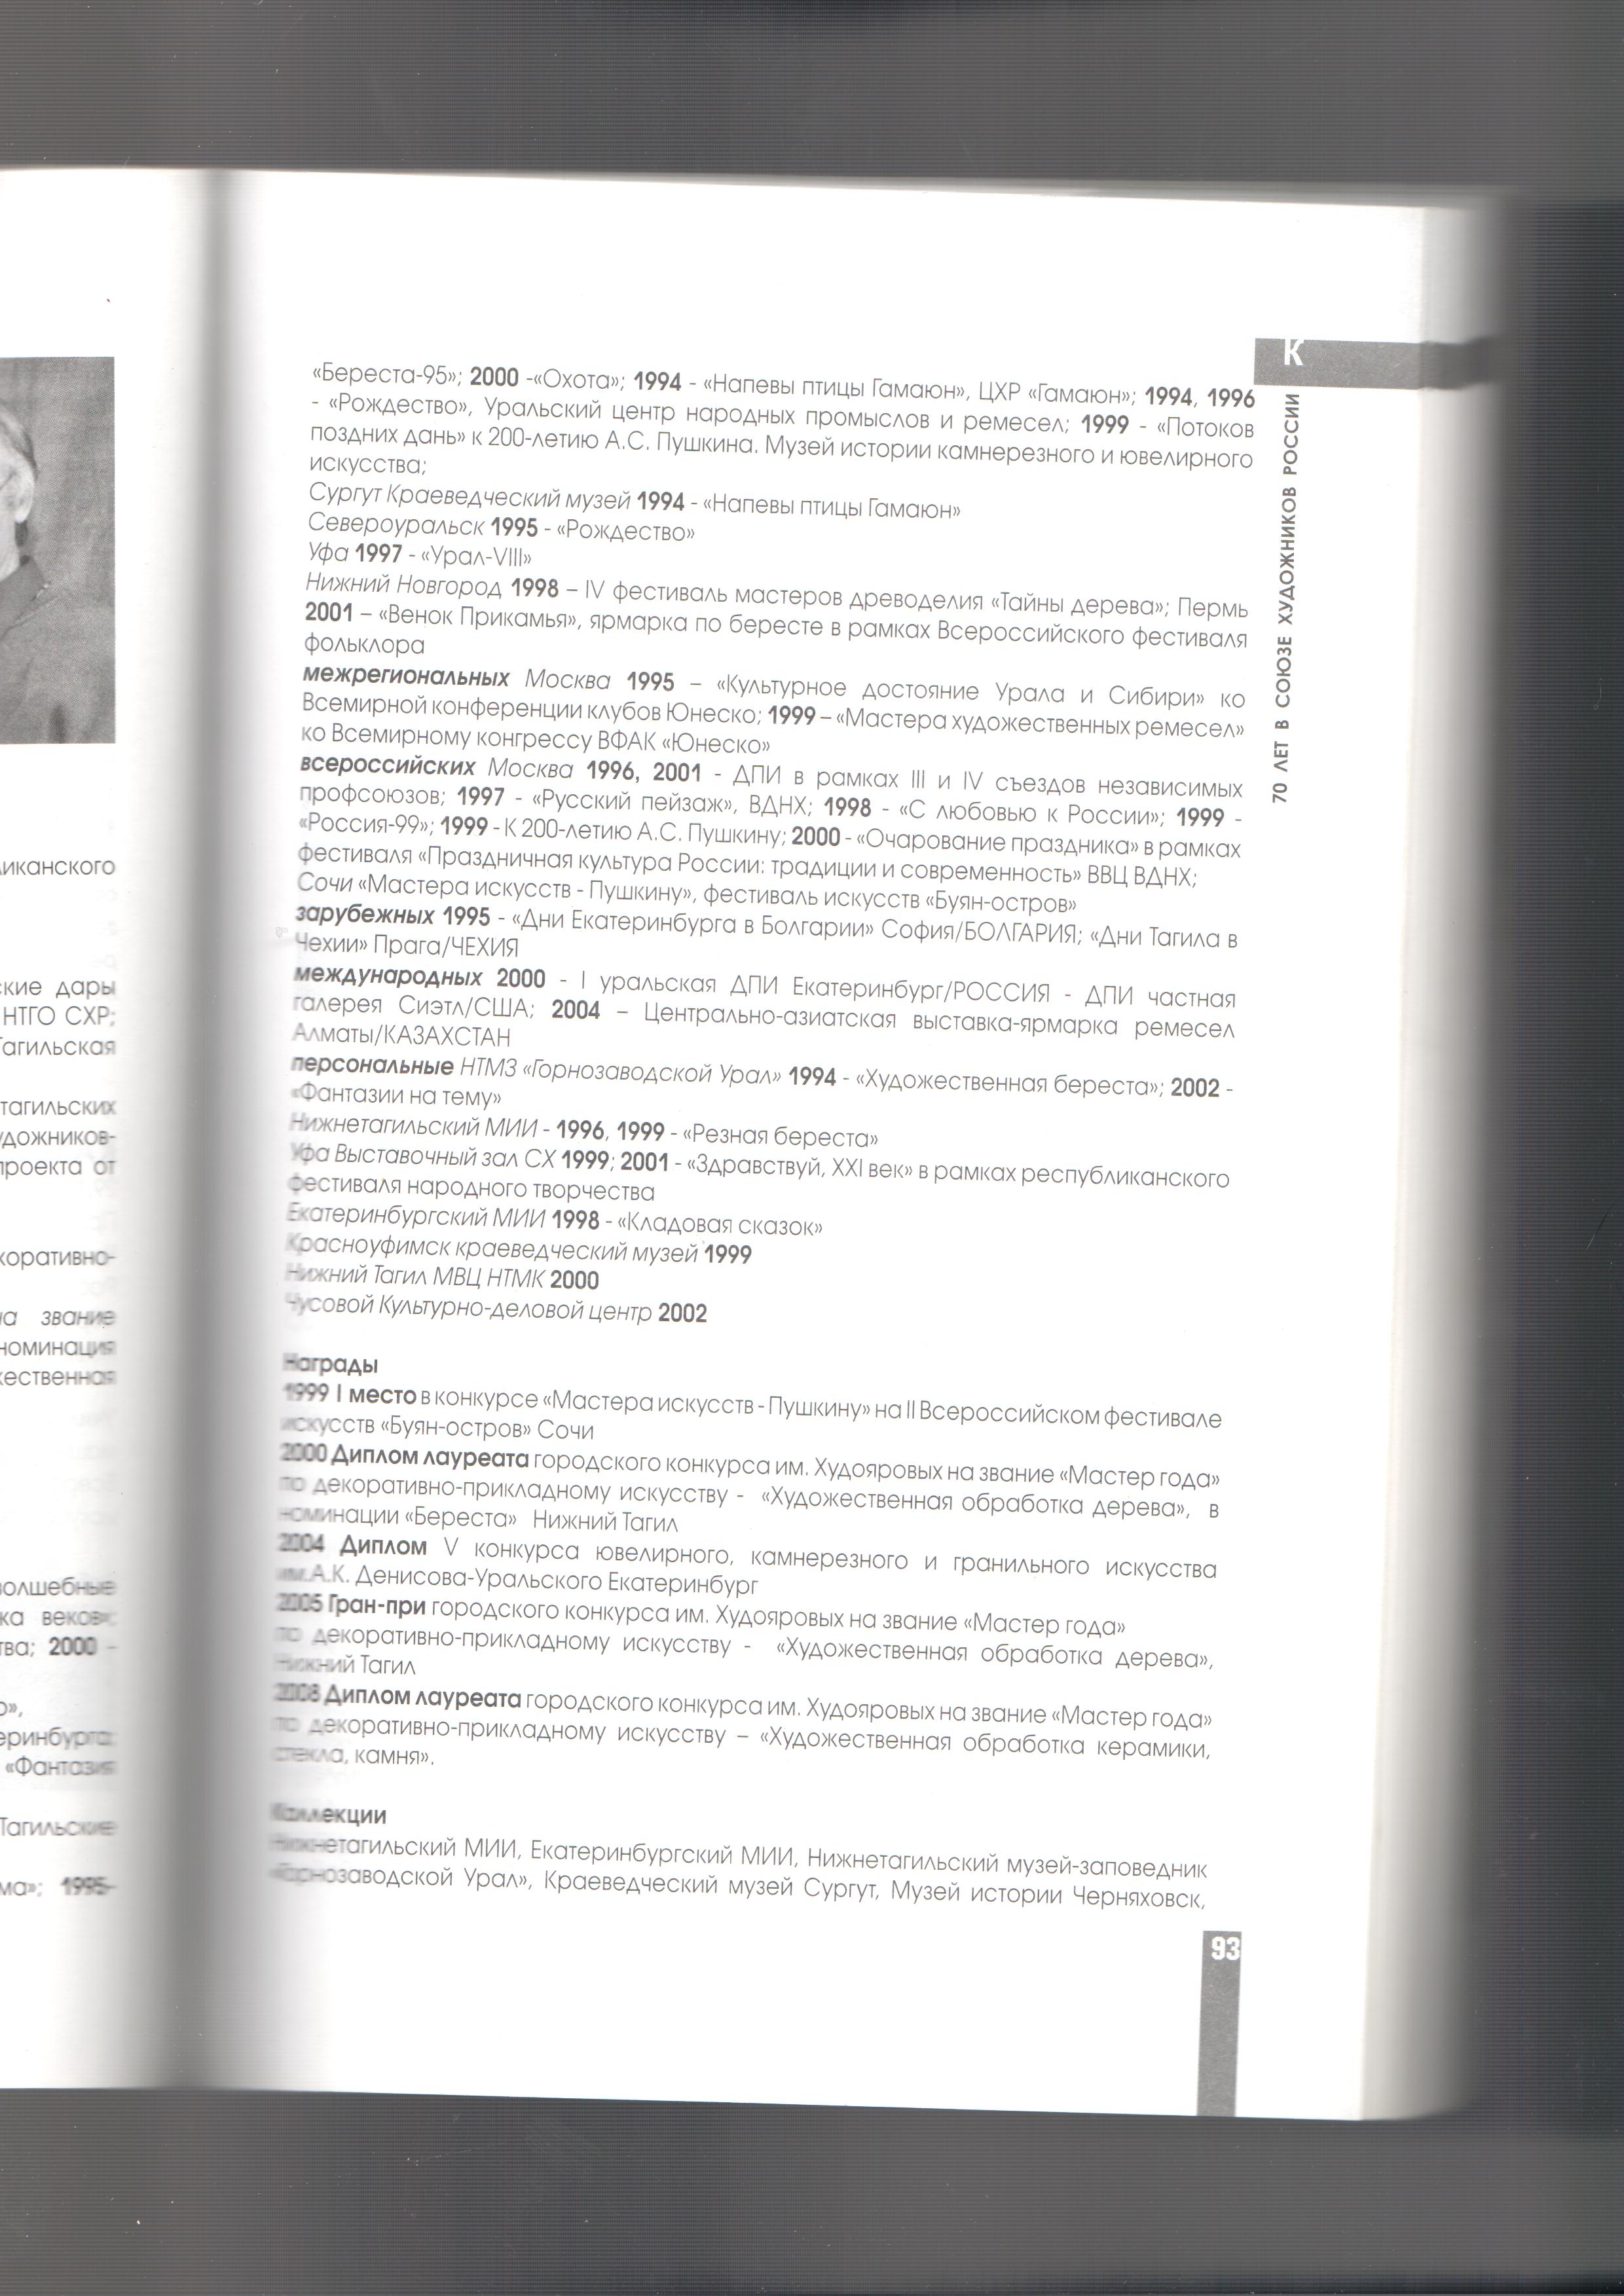 иканского
ские дары
НТГО СХР;
Тагильская
тагильских
удожников-
проекта от
коративно-
на звание
номинация
жественная
волшебные
ка веков»;
тва; 2000 -
о»,
еринбурга;
«Фантазия
Тагильские
ма»; 1995-
К
70 ЛЕТ В СОЮЗЕ ХУДОЖНИКОВ РОССИИ
«Береста-95»; 2000 -«Охота»; 1994 - «Напевы птицы Гамаюн», ЦХР «Гамаюн»; 1994, 1996
- «Рождество», Уральский центр народных промыслов и ремесел; 1999 - «Потоков
поздних дань» к 200-летию А.С. Пушкина. Музей истории камнерезного и ювелирного
искусства;
Сургут Краеведческий музей 1994 - «Напевы птицы Гамаюн»
Североуральск 1995 - «Рождество»
Уфа 1997 - «Урал-VIII»
Нижний Новгород 1998 – IV фестиваль мастеров древоделия «Тайны дерева»; Пермь
2001 – «Венок Прикамья», ярмарка по бересте в рамках Всероссийского фестиваля
фольклора
межрегиональных Москва 1995 – «Культурное достояние Урала и Сибири» ко
Всемирной конференции клубов Юнеско; 1999 – «Мастера художественных ремесел»
ко Всемирному конгрессу ВФАК «Юнеско»
всероссийских Москва 1996, 2001 - ДПИ в рамках III и IV съездов независимых
профсоюзов; 1997 - «Русский пейзаж», ВДНХ; 1998 - «С любовью к России»; 1999 -
«Россия-99»; 1999 - К 200-летию А.С. Пушкину; 2000 - «Очарование праздника» в рамках
фестиваля «Праздничная культура России: традиции и современность» ВВЦ ВДНХ;
Сочи «Мастера искусств - Пушкину», фестиваль искусств «Буян-остров»
зарубежных 1995 - «Дни Екатеринбурга в Болгарии» София/БОЛГАРИЯ; «Дни Тагила в
Чехии» Прага/ЧЕХИЯ
международных 2000 - I уральская ДПИ Екатеринбург/РОССИЯ - ДПИ частная
галерея Сиэтл/США; 2004 – Центрально-азиатская выставка-ярмарка ремесел
Алматы/КАЗАХСТАН
персональные НТМЗ «Горнозаводской Урал» 1994 - «Художественная береста»; 2002 -
«Фантазии на тему»
Нижнетагильский МИИ - 1996, 1999 - «Резная береста»
Уфа Выставочный зал СХ 1999; 2001 - «Здравствуй, XXI век» в рамках республиканского
фестиваля народного творчества
Екатеринбургский МИИ 1998 - «Кладовая сказок»
Красноуфимск краеведческий музей 1999
Нижний Тагил МВЦ НТМК 2000
Чусовой Культурно-деловой центр 2002
Награды
1999 I место в конкурсе «Мастера искусств - Пушкину» на II Всероссийском фестивале
искусств «Буян-остров» Сочи
2000 Диплом лауреата городского конкурса им. Худояровых на звание «Мастер года»
по декоративно-прикладному искусству - «Художественная обработка дерева», в
номинации «Береста» Нижний Тагил
2004 Диплом V конкурса ювелирного, камнерезного и гранильного искусства
им.А.К. Денисова-Уральского Екатеринбург
2005 Гран-при городского конкурса им. Худояровых на звание «Мастер года»
по декоративно-прикладному искусству - «Художественная обработка дерева»,
Нижний Тагил
2008 Диплом лауреата городского конкурса им. Худояровых на звание «Мастер года»
по декоративно-прикладному искусству – «Художественная обработка керамики,
стекла, камня».
Коллекции
Нижнетагильский МИИ, Екатеринбургский МИИ, Нижнетагильский музей-заповедник
«Горнозаводской Урал», Краеведческий музей Сургут, Музей истории Черняховск,
93